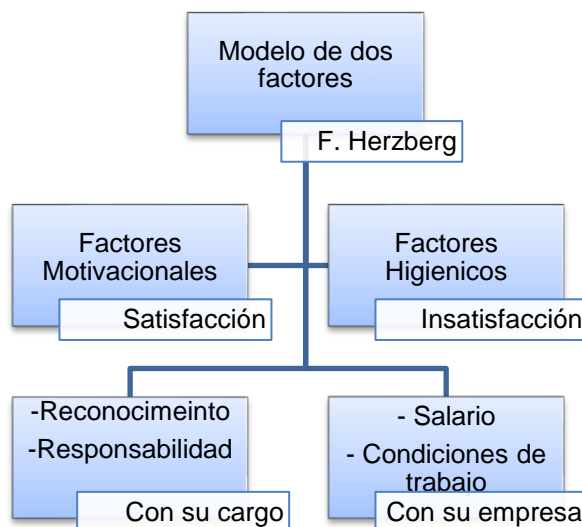 Modelo de dos
factores
F. Herzberg
Factores
Motivacionales
Satisfacción
Factores
Higienicos
Insatisfacción
-Reconocimeinto
-Responsabilidad
Con su cargo
- Salario
- Condiciones de
trabajo
Con su empresa